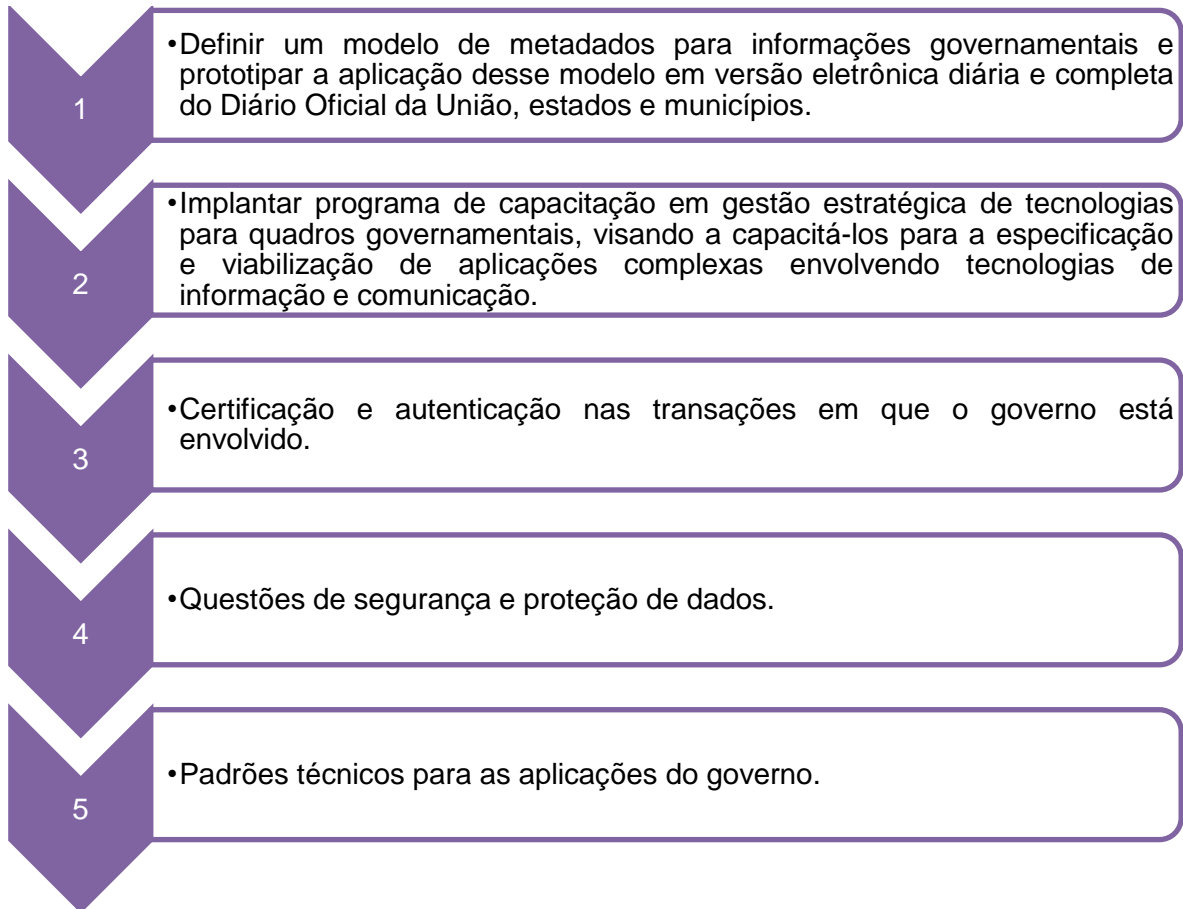 1
•Definir um modelo de metadados para informações governamentais e
prototipar a aplicação desse modelo em versão eletrônica diária e completa
do Diário Oficial da União, estados e municípios.
2
•Implantar programa de capacitação em gestão estratégica de tecnologias
para quadros governamentais, visando a capacitá-los para a especificação
e viabilização de aplicações complexas envolvendo tecnologias de
informação e comunicação.
3
•Certificação e autenticação nas transações em que o governo está
envolvido.
4
•Questões de segurança e proteção de dados.
5
•Padrões técnicos para as aplicações do governo.